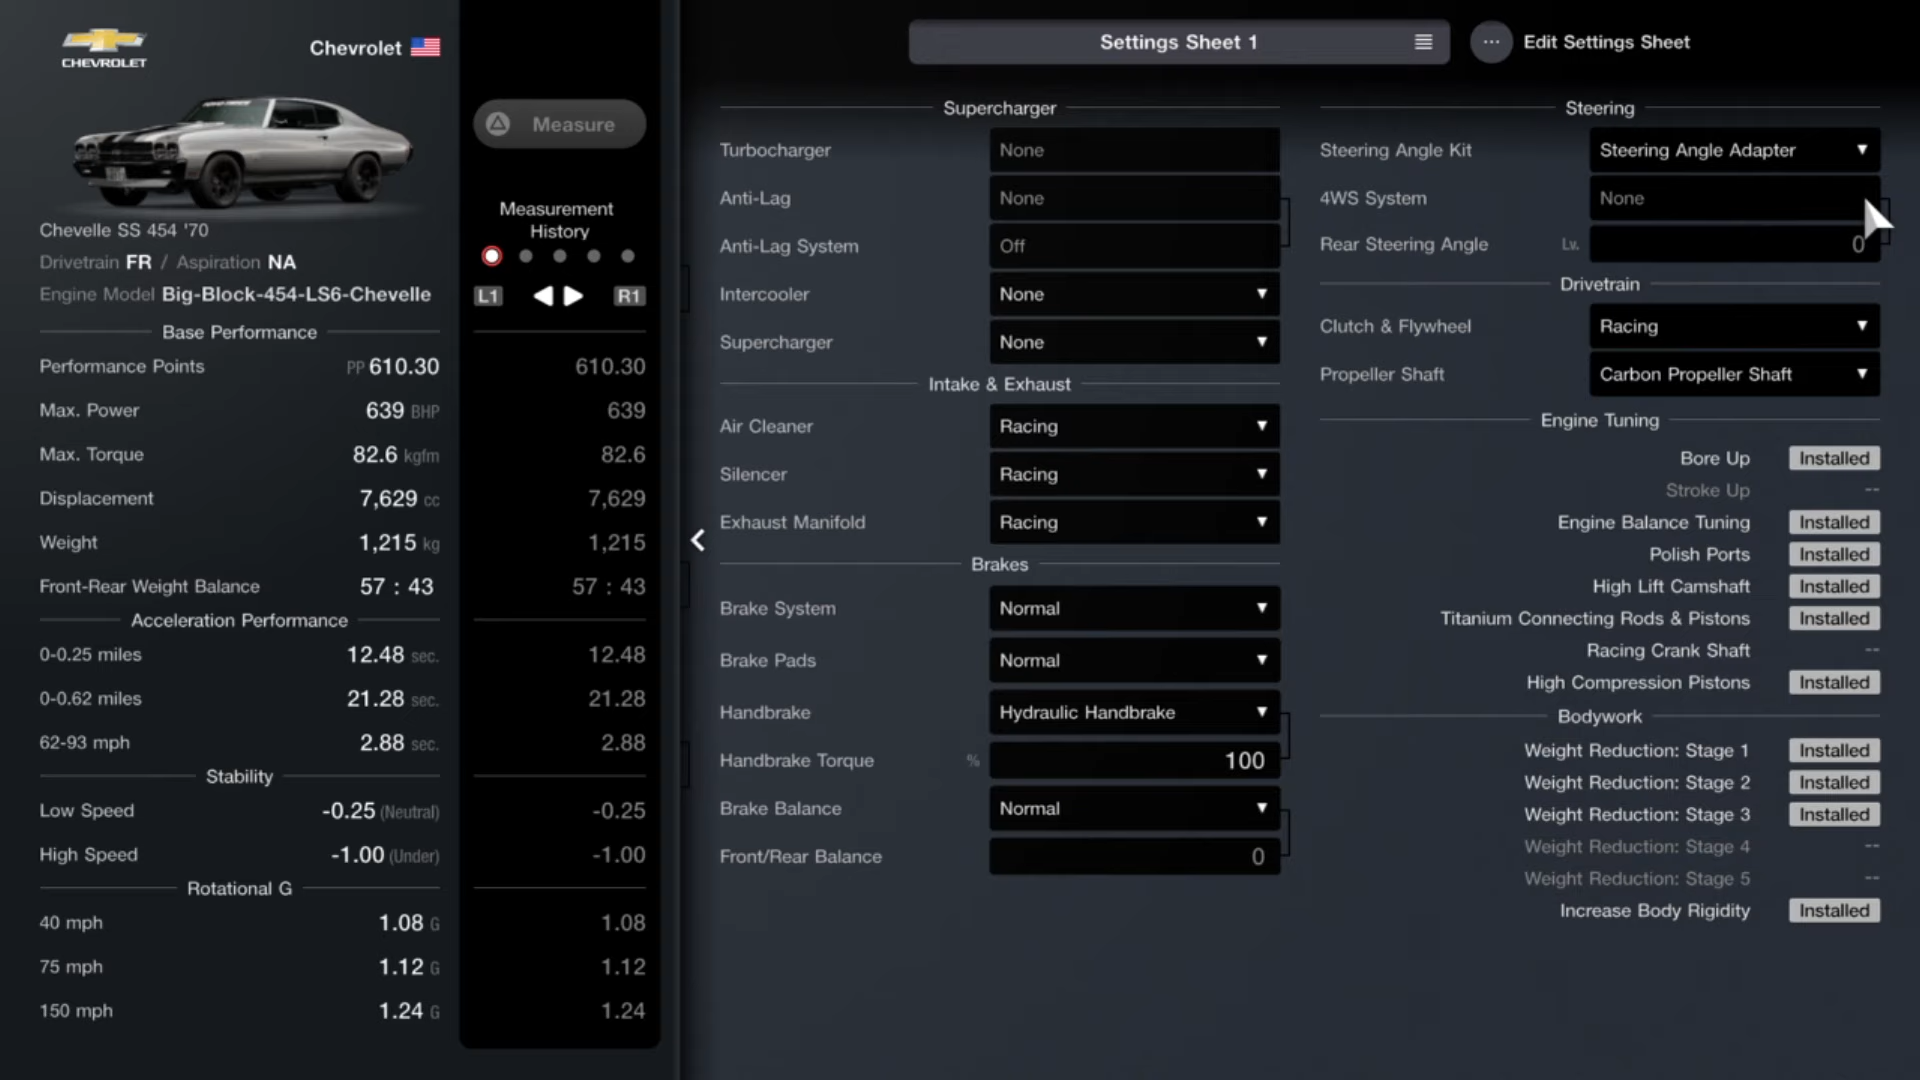 CHEVROLET
Chevrolet
Chevelle SS 454 '70
Drivetrain FR / Aspiration NA
Engine Model Big-Block-454-LS6-Chevelle
Base Performance
Performance Points PP 610.30
Max. Power 639 BHP
Max. Torque 82.6 kgfm
Displacement 7,629 cc
Weight 1,215 kg
Front-Rear Weight Balance 57 : 43
Acceleration Performance
0-0.25 miles 12.48 sec.
0-0.62 miles 21.28 sec.
62-93 mph 2.88 sec.
Stability
Low Speed -0.25 (Neutral)
High Speed -1.00 (Under)
Rotational G
40 mph 1.08 G
75 mph 1.12 G
150 mph 1.24 G
Measure
Measurement
History
L1 R1
610.30
639
82.6
7,629
1,215
57 : 43
12.48
21.28
2.88
-0.25
-1.00
1.08
1.12
1.24
Settings Sheet 1
Edit Settings Sheet
Supercharger
Turbocharger None
Anti-Lag None
Anti-Lag System Off
Intercooler None
Supercharger None
Intake & Exhaust
Air Cleaner Racing
Silencer Racing
Exhaust Manifold Racing
Brakes
Brake System Normal
Brake Pads Normal
Handbrake Hydraulic Handbrake
Handbrake Torque % 100
Brake Balance Normal
Front/Rear Balance 0
Steering
Steering Angle Kit Steering Angle Adapter
4WS System None
Rear Steering Angle Lv. 0
Drivetrain
Clutch & Flywheel Racing
Propeller Shaft Carbon Propeller Shaft
Engine Tuning
Bore Up Installed
Stroke Up --
Engine Balance Tuning Installed
Polish Ports Installed
High Lift Camshaft Installed
Titanium Connecting Rods & Pistons Installed
Racing Crank Shaft --
High Compression Pistons Installed
Bodywork
Weight Reduction: Stage 1 Installed
Weight Reduction: Stage 2 Installed
Weight Reduction: Stage 3 Installed
Weight Reduction: Stage 4 --
Weight Reduction: Stage 5 --
Increase Body Rigidity Installed